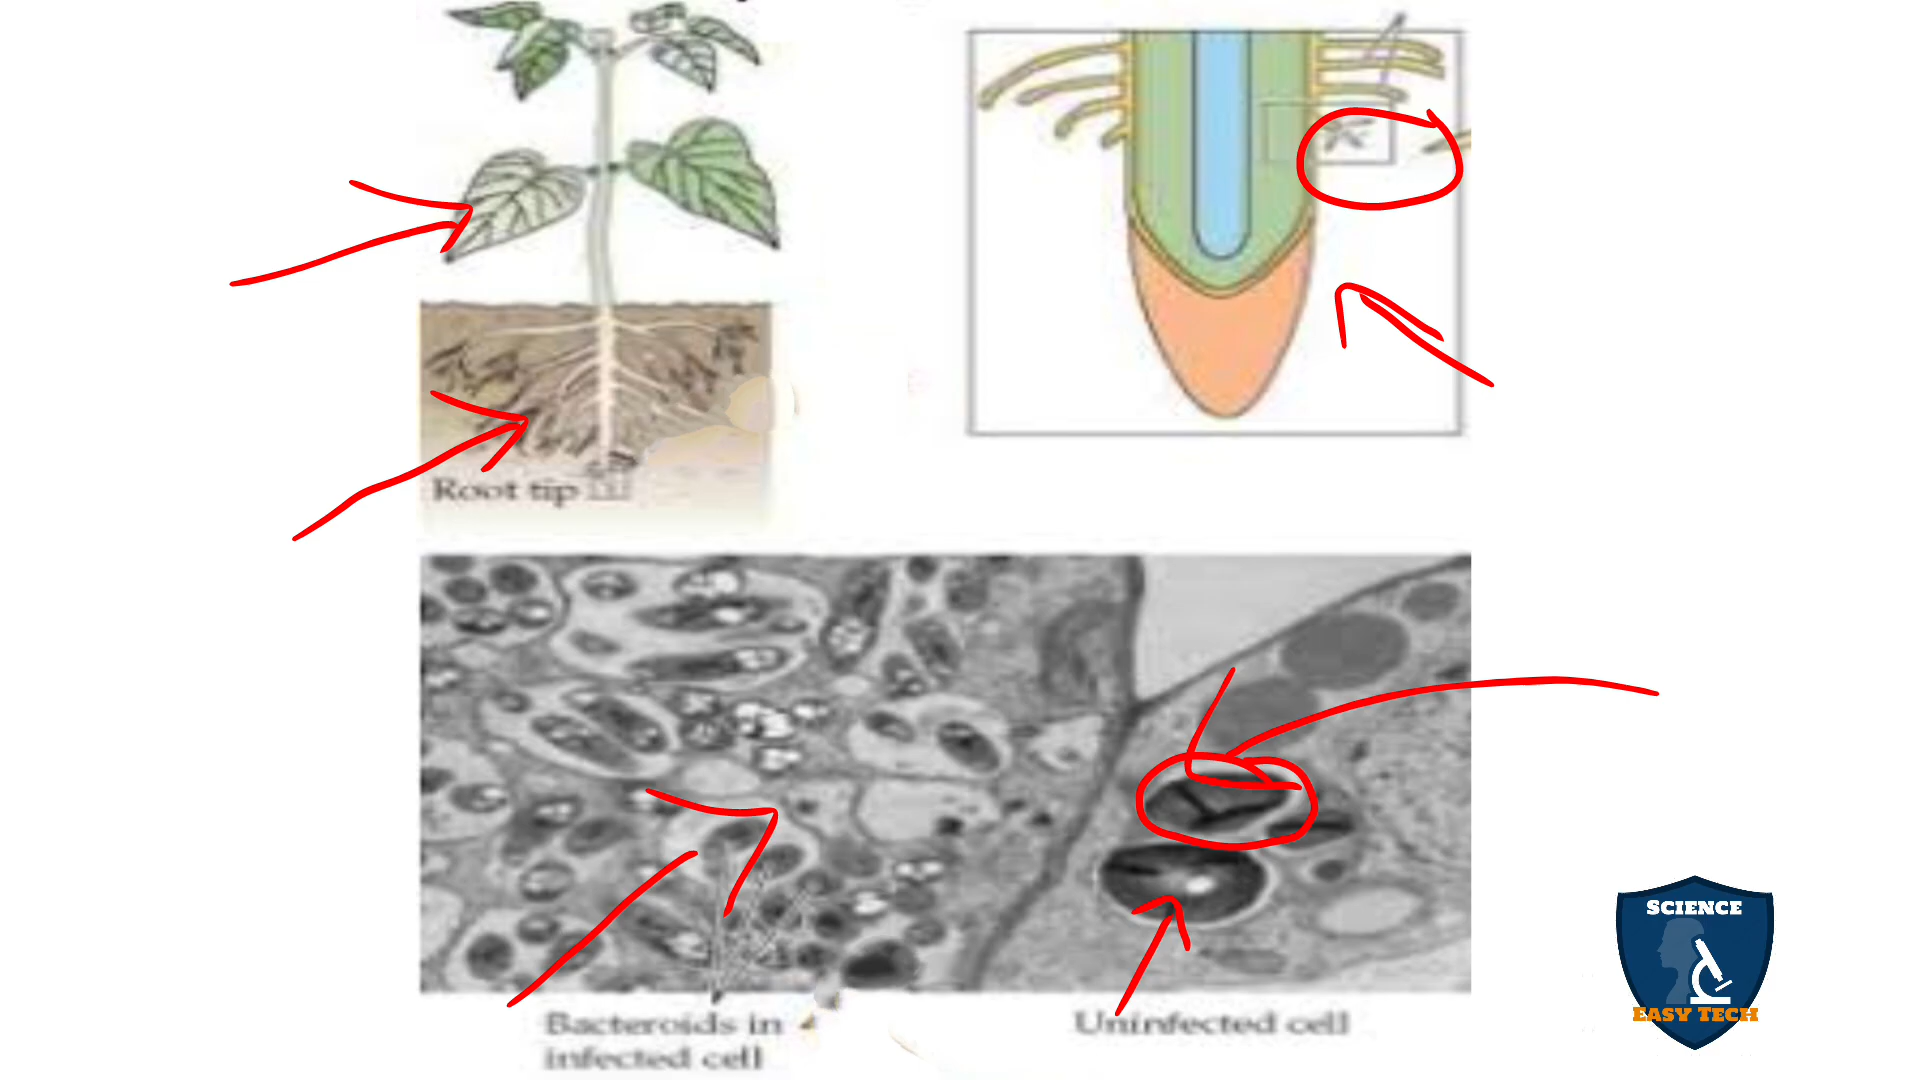 Root tip
Bacteroids in
infected cell
Uninfected cell
SCIENCE
EASY TECH